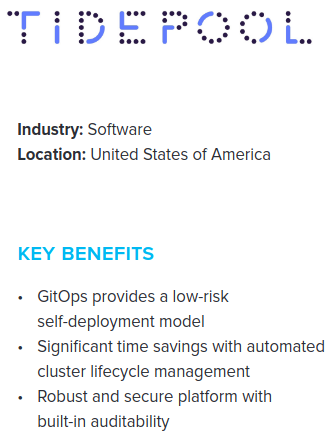 TIDEPOOL
Industry: Software
Location: United States of America
KEY BENEFITS
• GitOps provides a low-risk
self-deployment model
• Significant time savings with automated
cluster lifecycle management
• Robust and secure platform with
built-in auditability